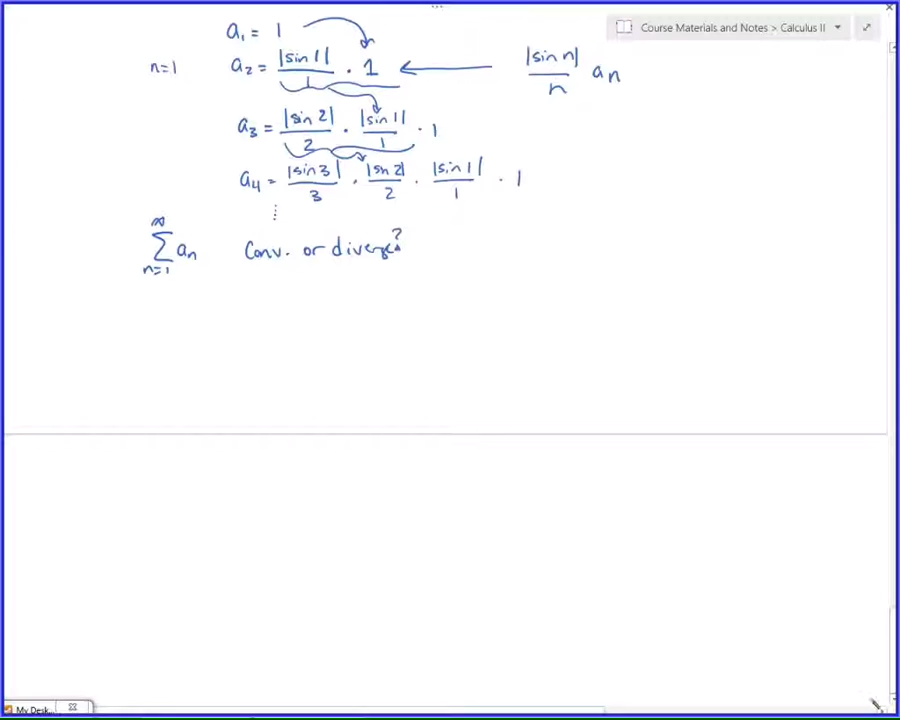 Course Materials and Notes > Calculus II
a₁ = 1
n=1 a₂ = |sin 1|/1 · 1 ← |sin n|/n aₙ
a₃ = |sin 2|/2 · |sin 1|/1 · 1
a₄ = |sin 3|/3 · |sin 2|/2 · |sin 1|/1 · 1
⋮
∞
∑ aₙ Conv. or diverge?
n=1
My Desk...